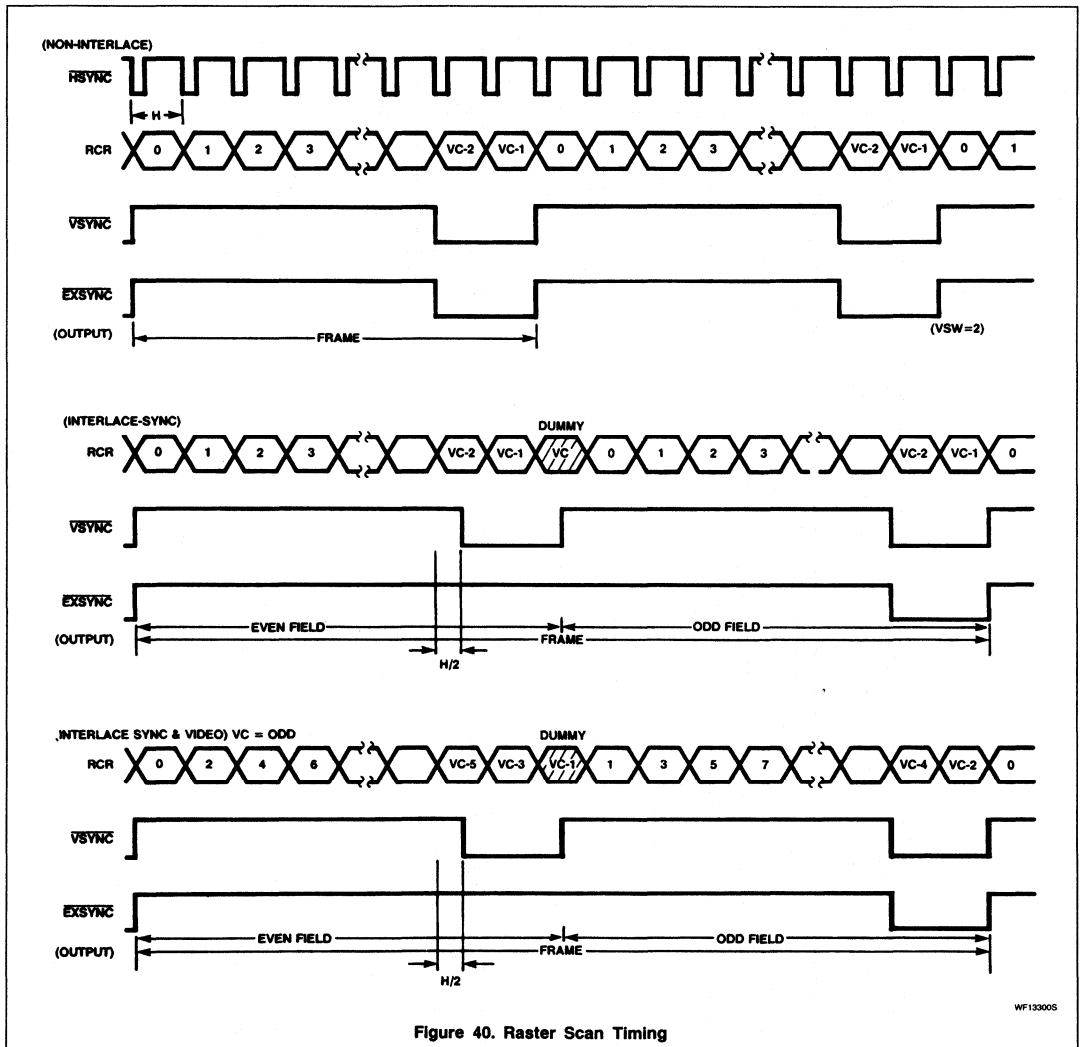 (NON-INTERLACE)
HSYNC
H
RCR 0 1 2 3 VC-2 VC-1 0 1 2 3 VC-2 VC-1 0 1
VSYNC
EXSYNC
(OUTPUT) FRAME (VSW=2)
(INTERLACE-SYNC) DUMMY
RCR 0 1 2 3 VC-2 VC-1 VC 0 1 2 3 VC-2 VC-1 0
VSYNC
EXSYNC
EVEN FIELD ODD FIELD
(OUTPUT) FRAME
H/2
INTERLACE SYNC & VIDEO) VC = ODD DUMMY
RCR 0 2 4 6 VC-5 VC-3 VC-1 1 3 5 7 VC-4 VC-2 0
VSYNC
EXSYNC
EVEN FIELD ODD FIELD
(OUTPUT) FRAME
H/2
WF13300S
Figure 40. Raster Scan Timing